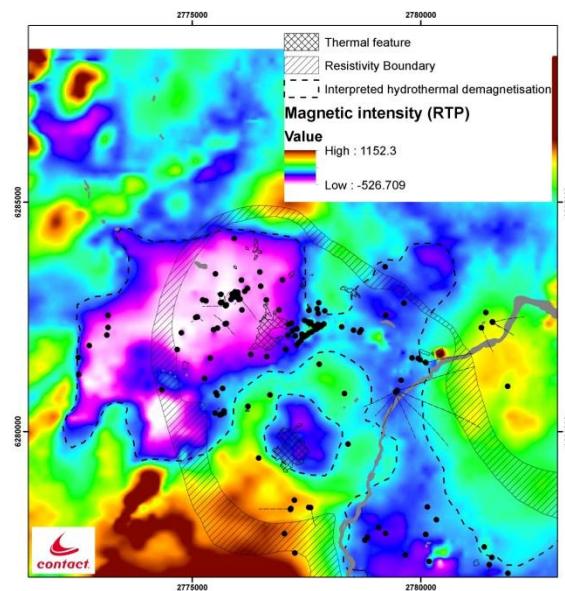 2775000 2780000
Thermal feature
Resistivity Boundary
Interpreted hydrothermal demagnetisation
Magnetic intensity (RTP)
Value
High : 1152.3
Low : -526.709
6285000
6280000
contact
2775000 2780000